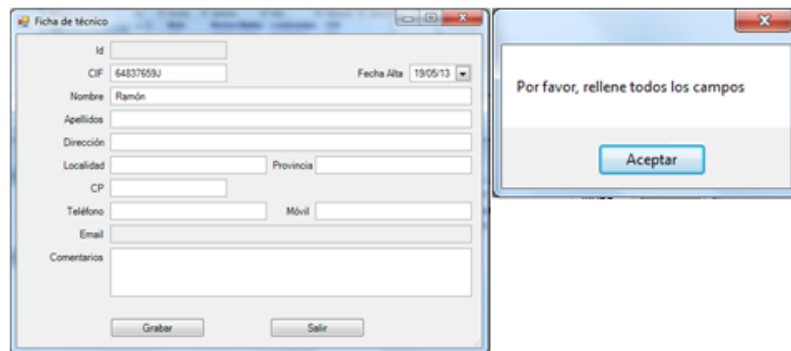 Ficha de técnico
Id
CIF 64837659J Fecha Alta 19/05/13
Nombre Ramón
Apellidos
Dirección
Localidad Provincia
CP
Teléfono Móvil
Email
Comentarios
Grabar Salir
Por favor, rellene todos los campos
Aceptar